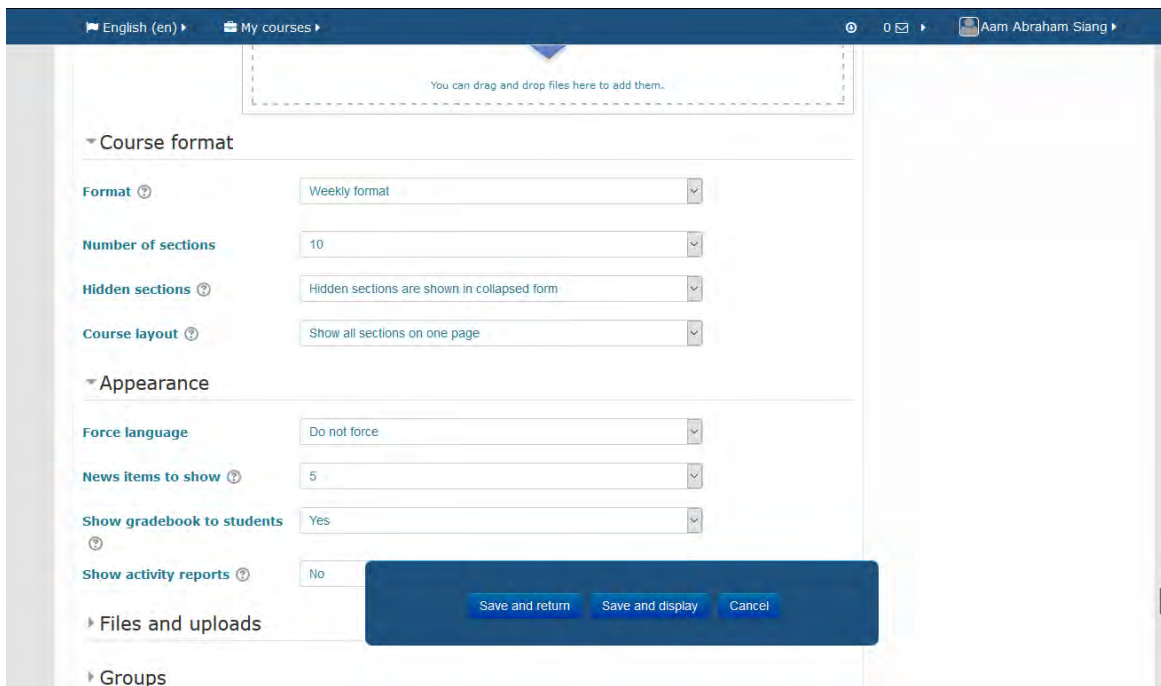 English (en) My courses 0 Aam Abraham Siang
You can drag and drop files here to add them.
Course format
Format Weekly format
Number of sections 10
Hidden sections Hidden sections are shown in collapsed form
Course layout Show all sections on one page
Appearance
Force language Do not force
News items to show 5
Show gradebook to students Yes
Show activity reports No
Save and return Save and display Cancel
Files and uploads
Groups